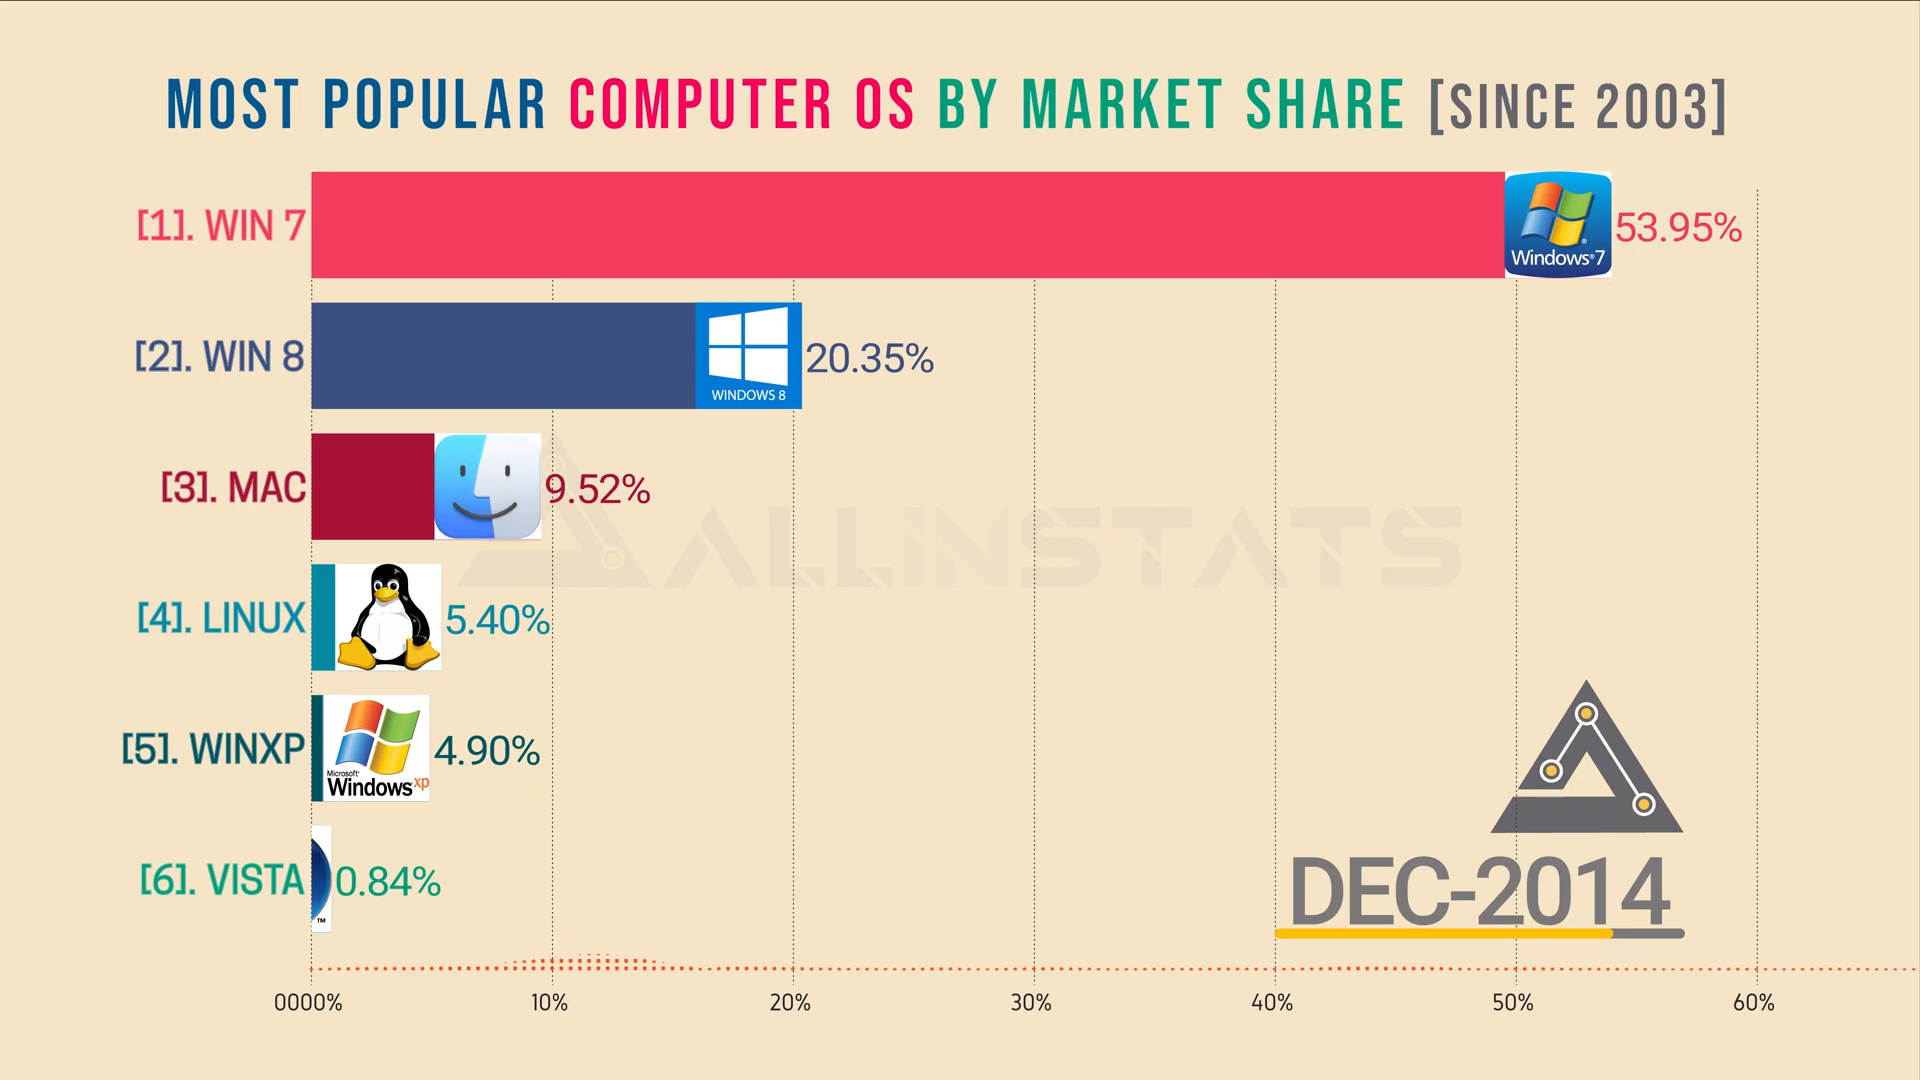 MOST POPULAR COMPUTER OS BY MARKET SHARE [SINCE 2003]
[1]. WIN 7
Windows®7
53.95%
[2]. WIN 8
WINDOWS 8
20.35%
[3]. MAC
9.52%
ALLINSTATS
[4]. LINUX
5.40%
[5]. WINXP
Microsoft®
Windows xp
4.90%
[6]. VISTA
™
0.84%
DEC-2014
0000% 10% 20% 30% 40% 50% 60%